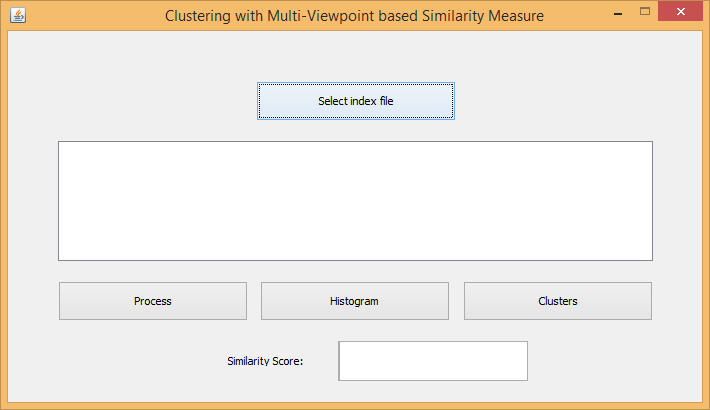 Clustering with Multi-Viewpoint based Similarity Measure
Select index file
Process Histogram Clusters
Similarity Score: